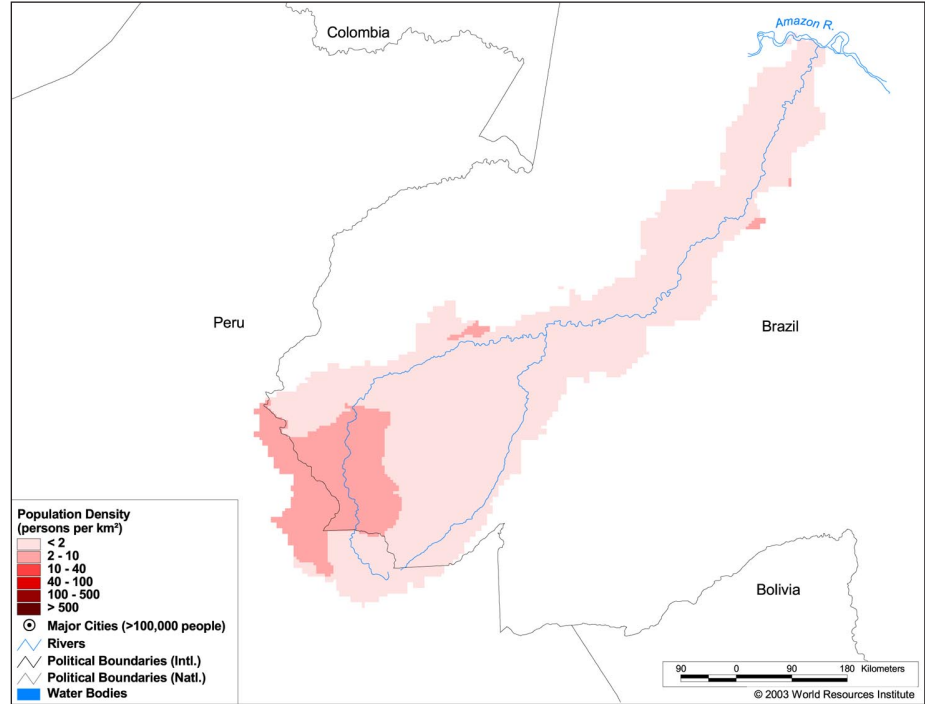 Colombia
Amazon R.
Peru
Brazil
Bolivia
Population Density
(persons per km²)
< 2
2 - 10
10 - 40
40 - 100
100 - 500
> 500
Major Cities (>100,000 people)
Rivers
Political Boundaries (Intl.)
Political Boundaries (Natl.)
Water Bodies
90 0 90 180 Kilometers
© 2003 World Resources Institute